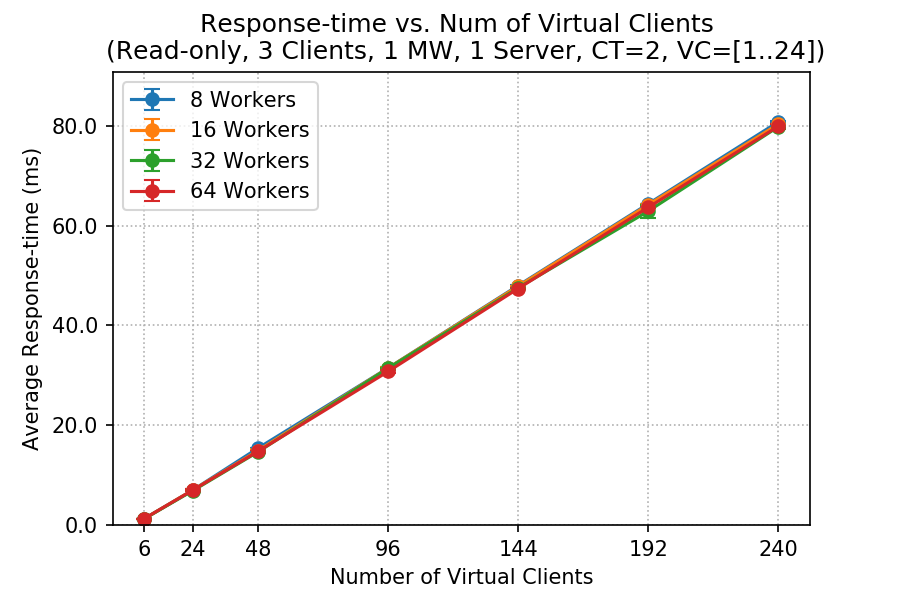 Response-time vs. Num of Virtual Clients
(Read-only, 3 Clients, 1 MW, 1 Server, CT=2, VC=[1..24])
8 Workers
16 Workers
32 Workers
64 Workers
Average Response-time (ms)
80.0
60.0
40.0
20.0
0.0
6 24 48 96 144 192 240
Number of Virtual Clients